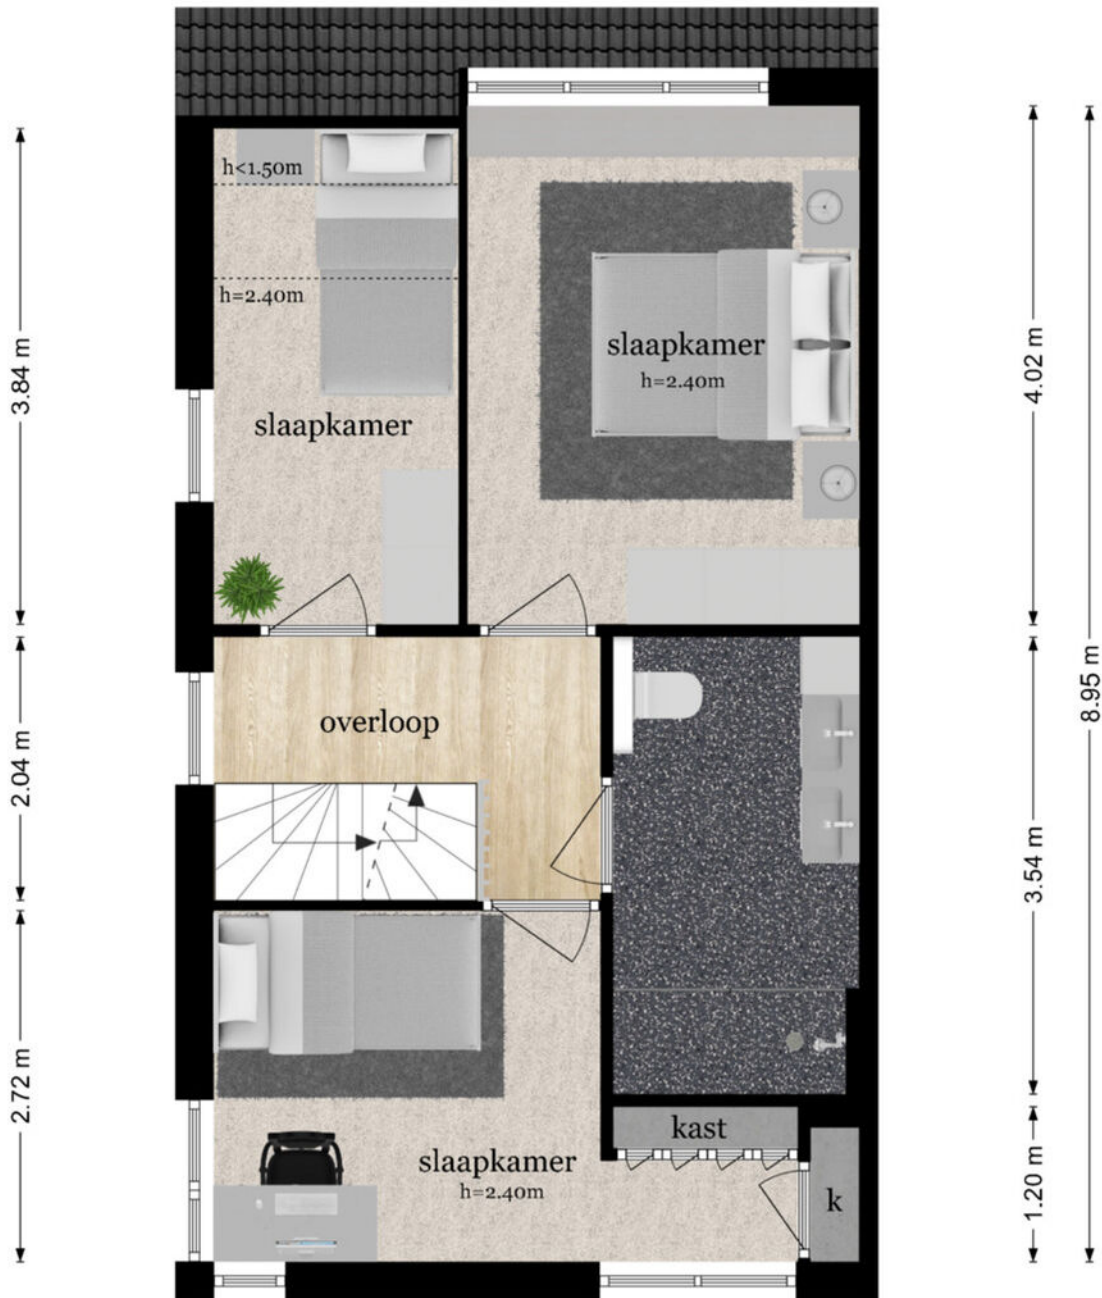 h<1.50m
h=2.40m
slaapkamer
slaapkamer
h=2.40m
overloop
slaapkamer
h=2.40m
kast
k
3.84 m
2.04 m
2.72 m
4.02 m
3.54 m
1.20 m
8.95 m